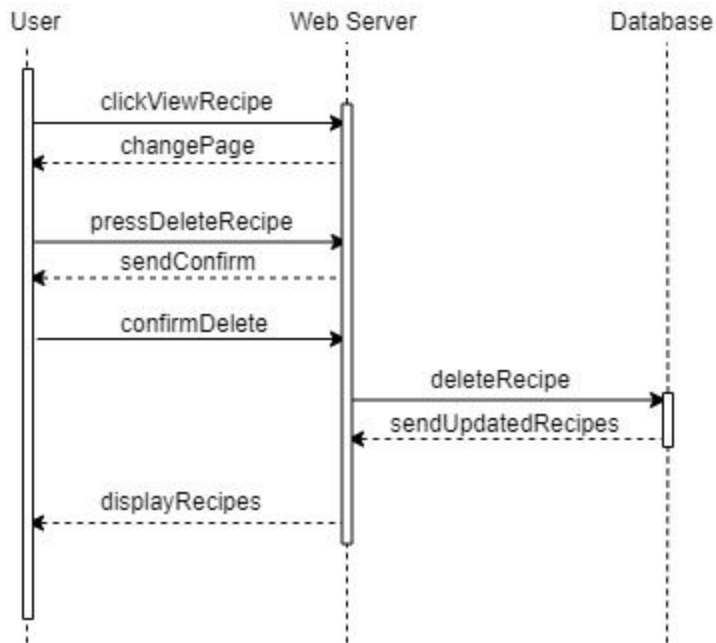 User
Web Server
Database
clickViewRecipe
changePage
pressDeleteRecipe
sendConfirm
confirmDelete
deleteRecipe
sendUpdatedRecipes
displayRecipes